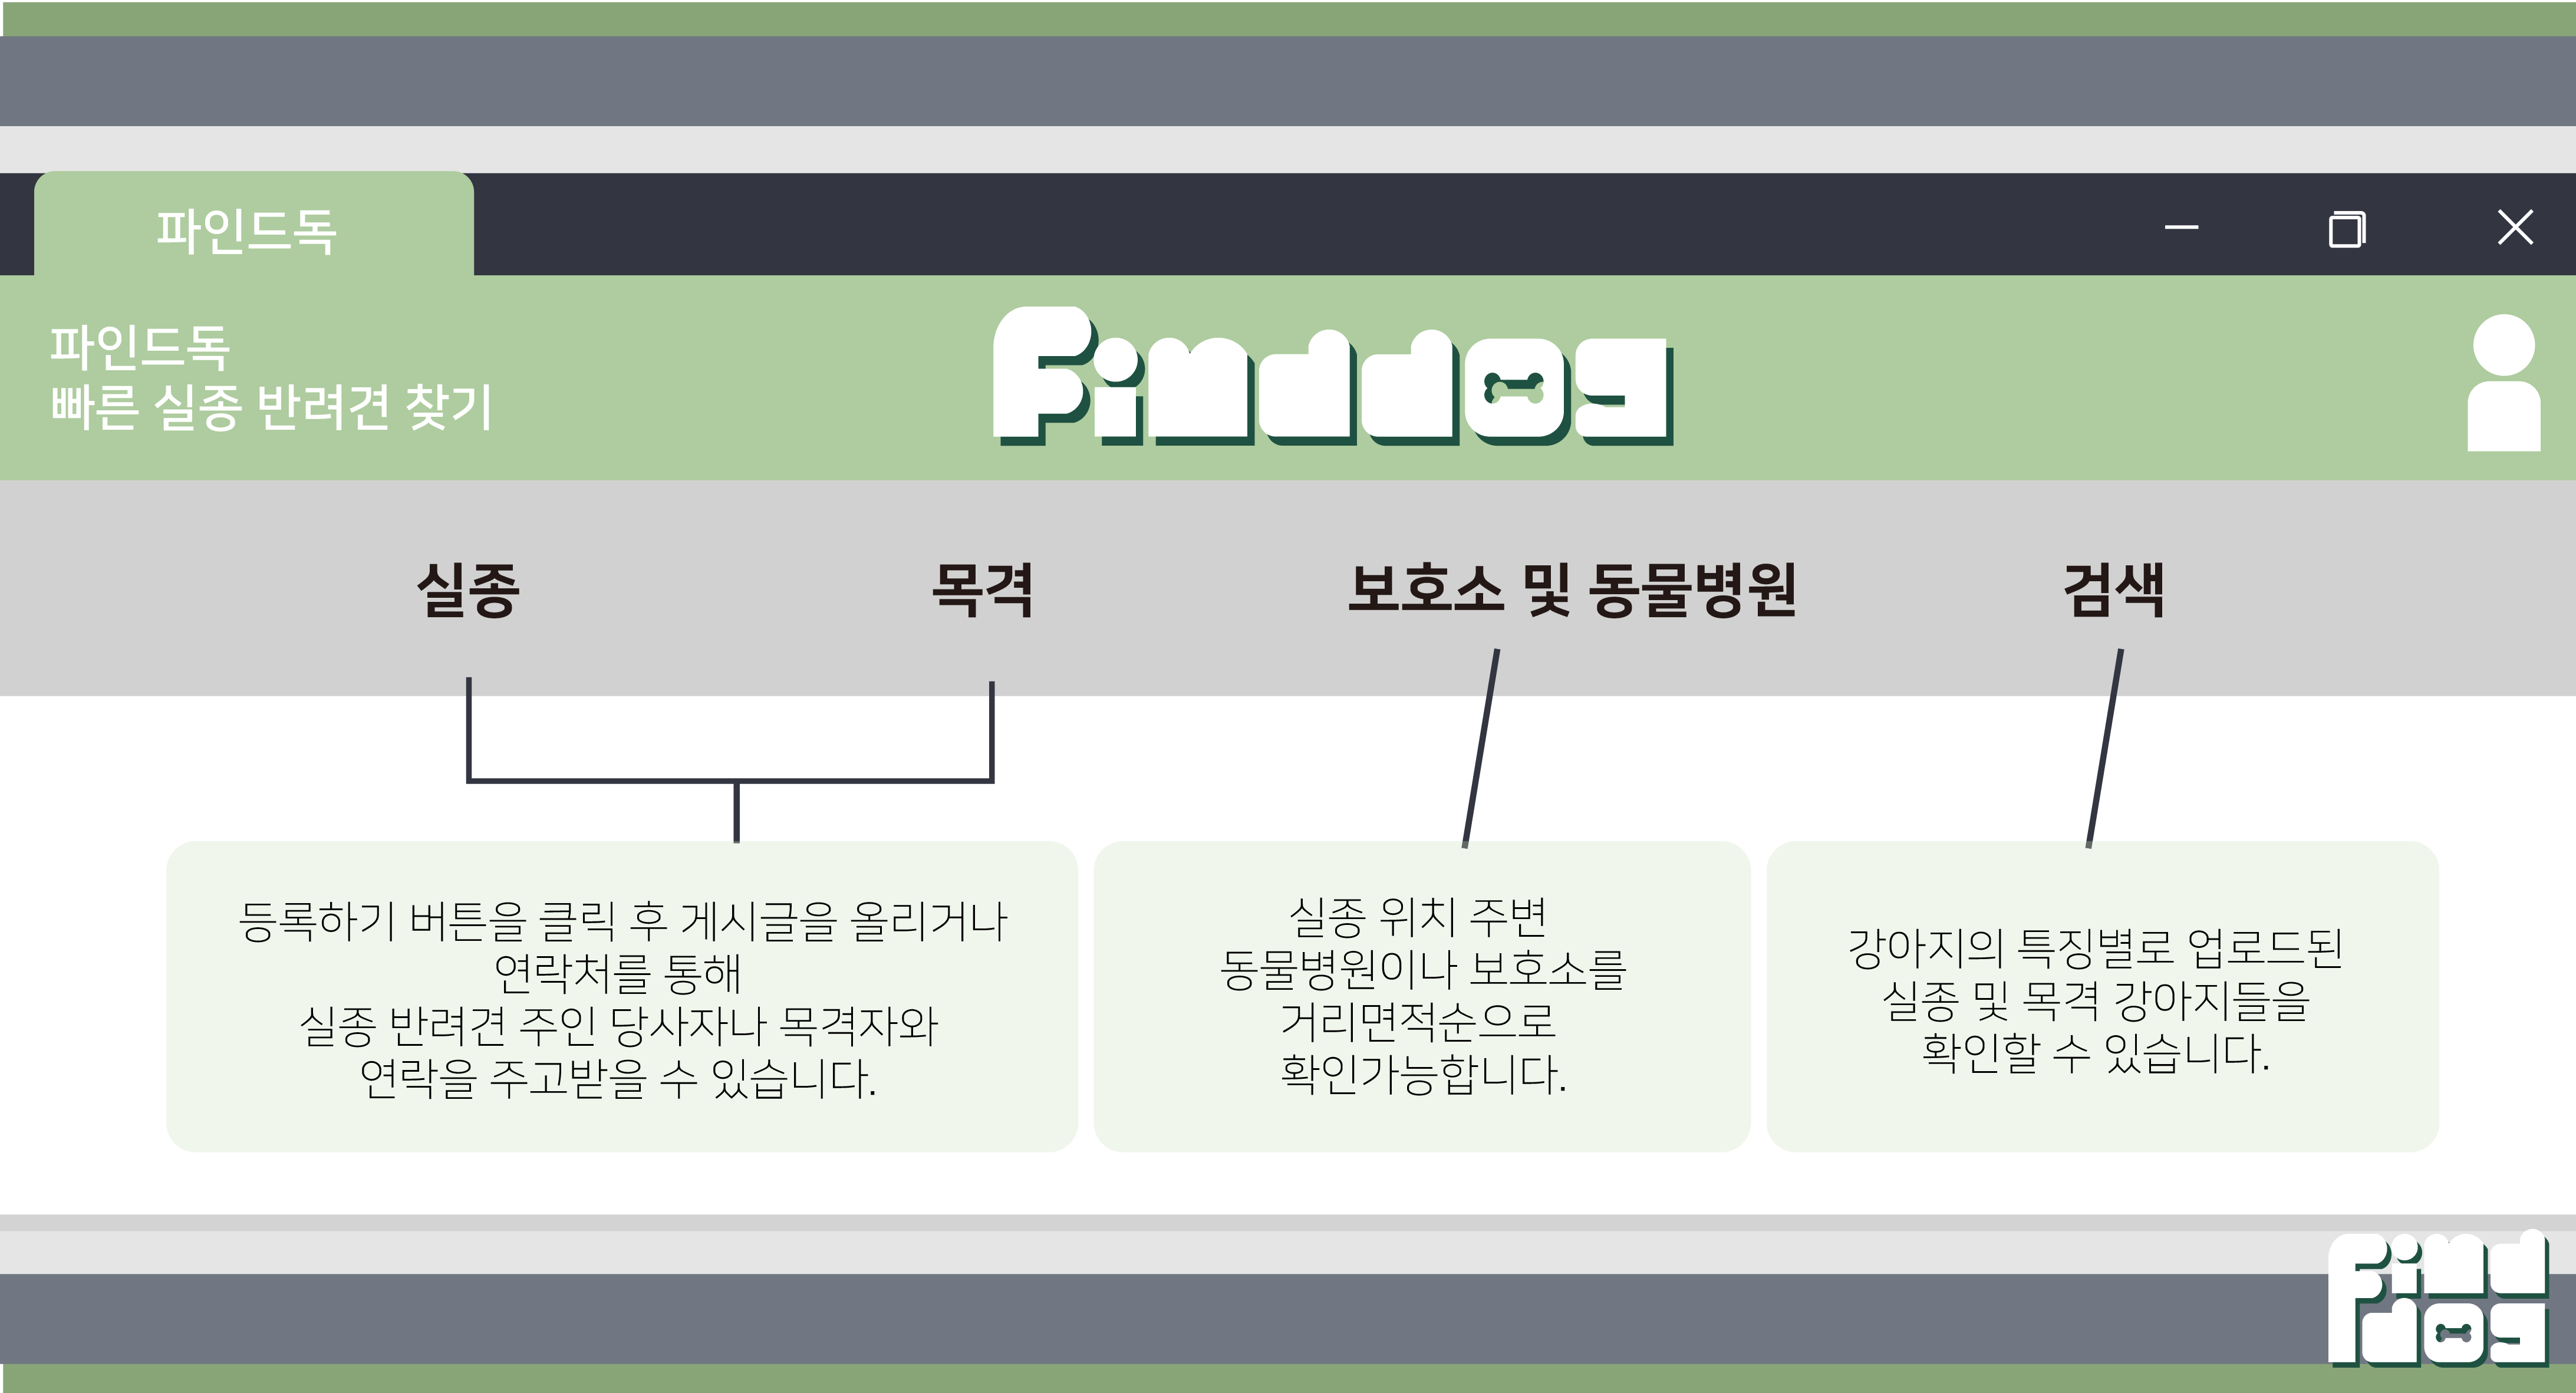 파인드독
파인드독
빠른 실종 반려견 찾기
Finddog
실종
목격
보호소 및 동물병원
검색
등록하기 버튼을 클릭 후 게시글을 올리거나
연락처를 통해
실종 반려견 주인 당사자나 목격자와
연락을 주고받을 수 있습니다.
실종 위치 주변
동물병원이나 보호소를
거리면적순으로
확인가능합니다.
강아지의 특징별로 업로드된
실종 및 목격 강아지들을
확인할 수 있습니다.
Find
dog